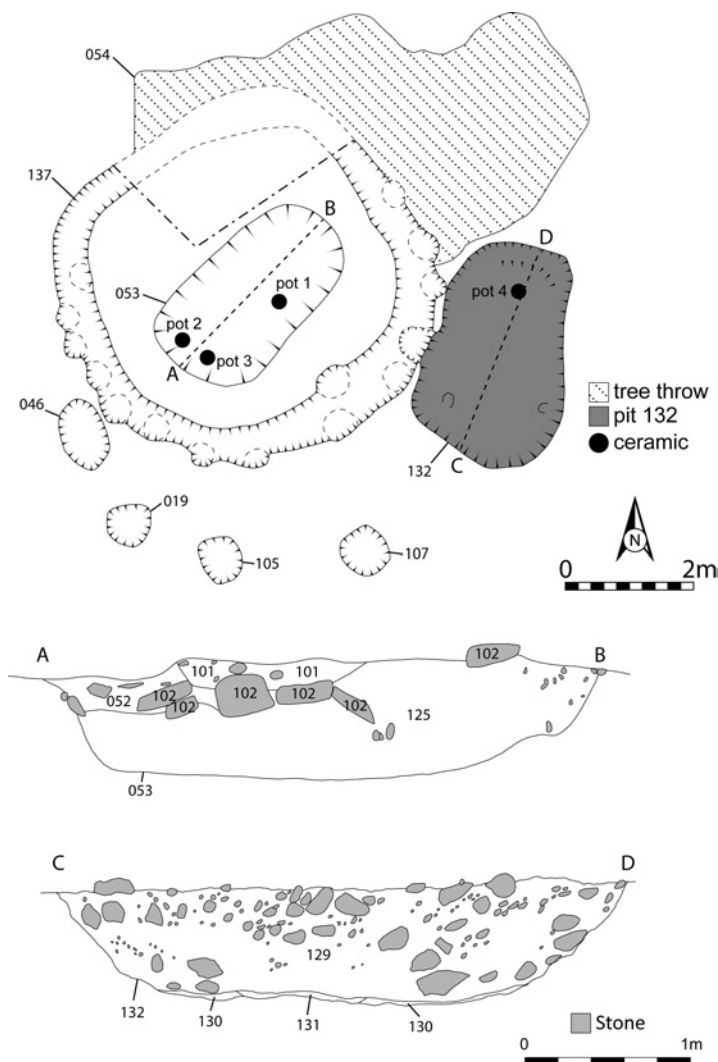 054
137
B
D
053
pot 1
pot 4
pot 2
pot 3
A
tree throw
pit 132
046
ceramic
132
C
019
105
107
N
0 2m
A
B
101
101
102
052
102
102
102
102
102
125
053
C
D
129
132
130
131
130
Stone
0 1m